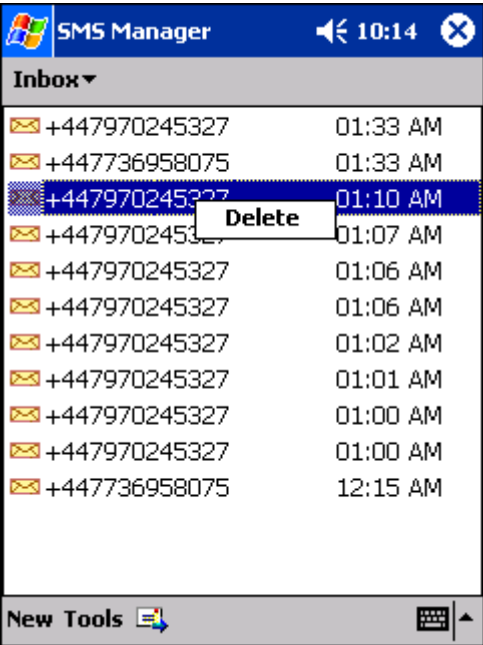 SMS Manager 10:14
Inbox
+447970245327 01:33 AM
+447736958075 01:33 AM
+447970245327 01:10 AM
Delete
+447970245327 01:07 AM
+447970245327 01:06 AM
+447970245327 01:06 AM
+447970245327 01:02 AM
+447970245327 01:01 AM
+447970245327 01:00 AM
+447970245327 01:00 AM
+447736958075 12:15 AM
New Tools